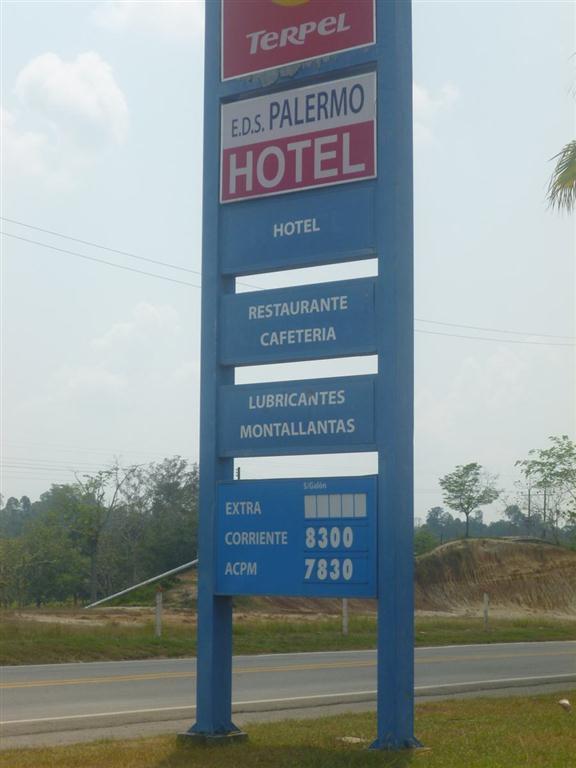 TERPEL
E.D.S. PALERMO
HOTEL
HOTEL
RESTAURANTE
CAFETERIA
LUBRICANTES
MONTALLANTAS
$/Galón
EXTRA
CORRIENTE 8300
ACPM 7830